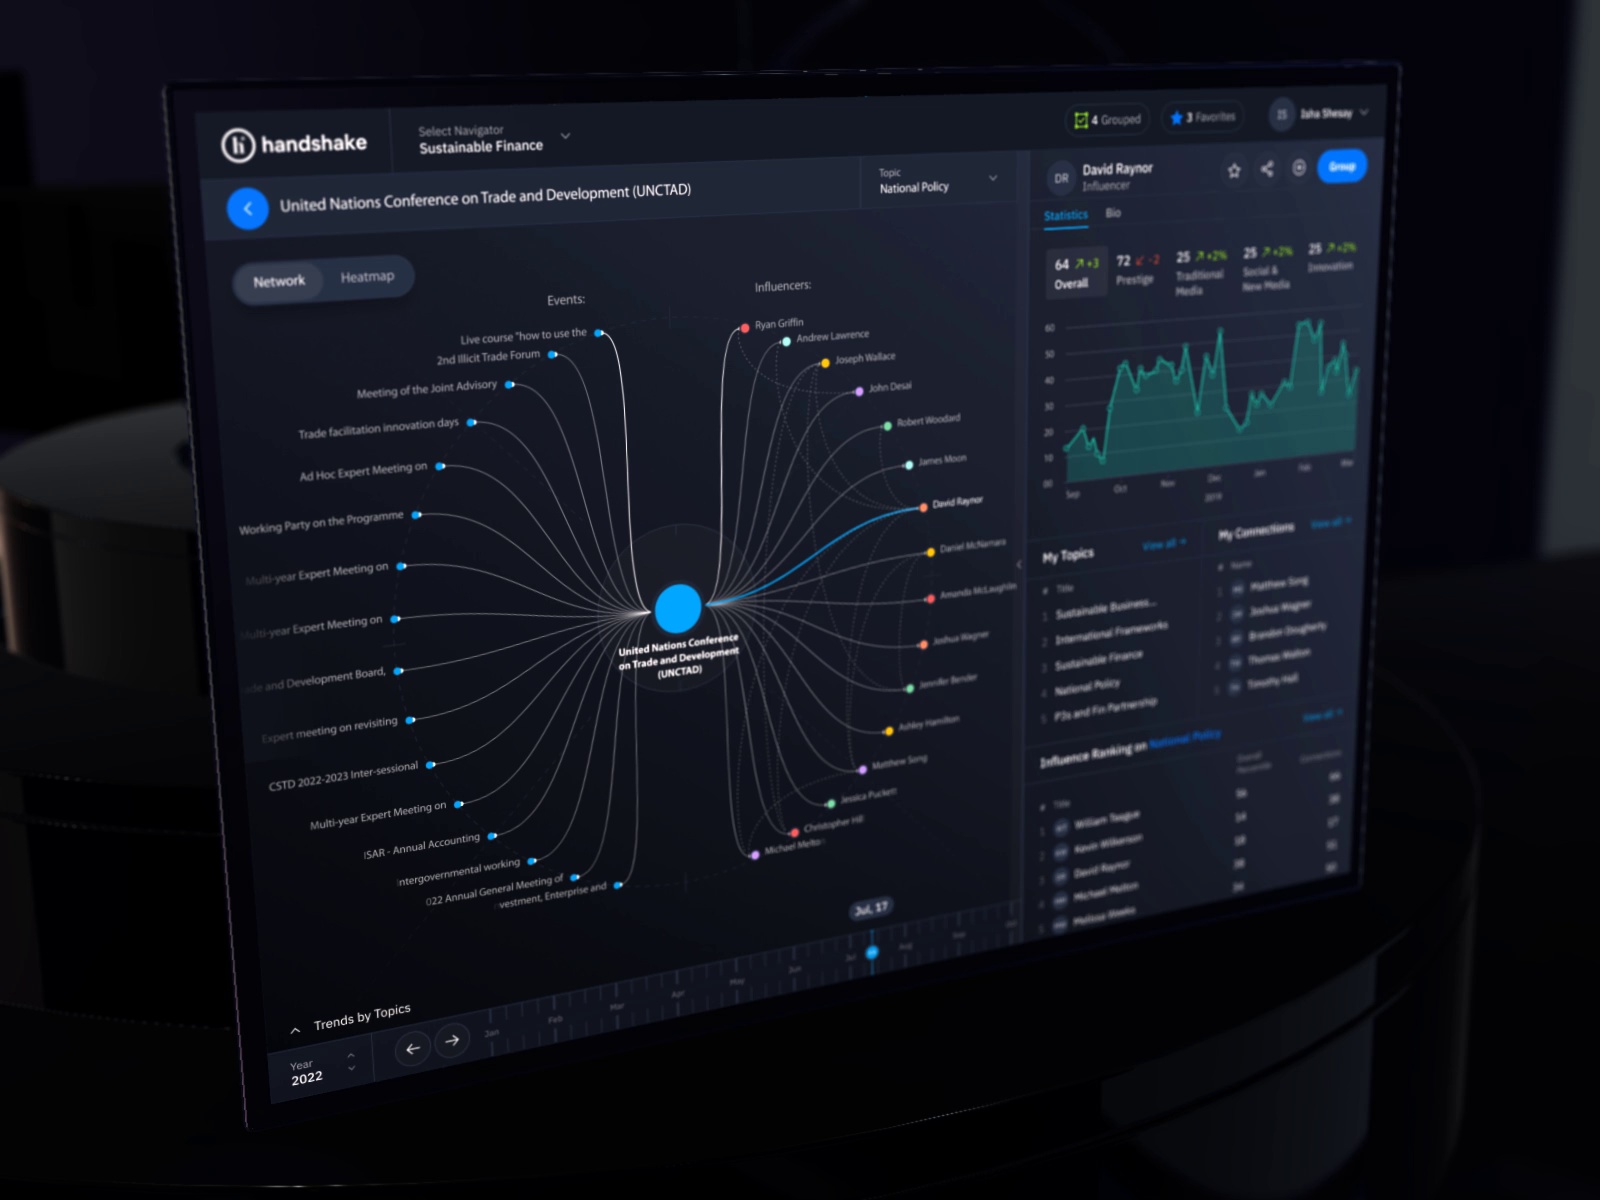 handshake
Select Navigator
Sustainable Finance
4 Grouped
3 Favorites
IS
Isha Shesay
United Nations Conference on Trade and Development (UNCTAD)
Topic
National Policy
Network
Heatmap
Events:
Live course "how to use the
2nd Illicit Trade Forum
Meeting of the Joint Advisory
Trade facilitation innovation days
Ad Hoc Expert Meeting on
Working Party on the Programme
Multi-year Expert Meeting on
Multi-year Expert Meeting on
and Development Board,
Expert meeting on revisiting
CSTD 2022-2023 Inter-sessional
Multi-year Expert Meeting on
ISAR - Annual Accounting
ntergovernmental working
022 Annual General Meeting of
vestment, Enterprise and
United Nations Conference
on Trade and Development
(UNCTAD)
Influencers:
Ryan Griffin
Andrew Lawrence
Joseph Wallace
John Desai
Robert Woodard
James Moon
David Raynor
Daniel McNamara
Amanda McLaughlin
Joshua Wagner
Jennifer Bender
Ashley Hamilton
Matthew Song
Jessica Puckett
Christopher Hill
Michael Melto
DR
David Raynor
Influencer
Group
Statistics
Bio
64 +3
Overall
72 -2
Prestige
25 +2%
Traditional
Media
25 +2%
Social &
New Media
25 +2%
Innovation
60
50
40
30
20
10
00
Sep
Oct
Nov
Dec
Jan
Feb
Mar
2019
My Topics
View all
# Title
1 Sustainable Business...
2 International Frameworks
3 Sustainable Finance
4 National Policy
5 P3s and Fin Partnership
My Connections
View all
# Name
1 Matthew Song
2 Joshua Wagner
3 Brandon Dougherty
4 Thomas Walton
5 Timothy Hall
Influence Ranking on National Policy
View all
# Title
1 William Teague
2 Kevin Wilkerson
3 David Raynor
4 Michael Melton
5 Melissa Weeks
Trends by Topics
Year
2022
Jul, 17
Jan
Feb
Mar
Apr
May
Jun
Jul
Aug
Sep